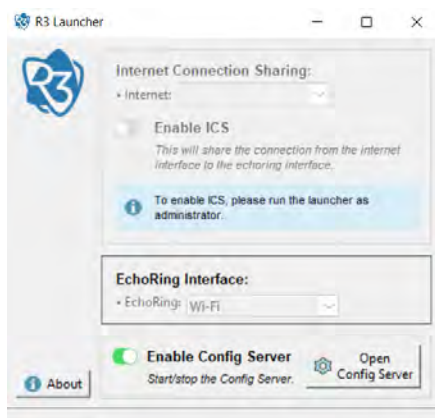 R3 Launcher
R3
Internet Connection Sharing:
• Internet:
Enable ICS
This will share the connection from the internet
interface to the echoring interface.
To enable ICS, please run the launcher as
administrator.
EchoRing Interface:
• EchoRing: Wi-Fi
Enable Config Server
Start/stop the Config Server.
Open
Config Server
About